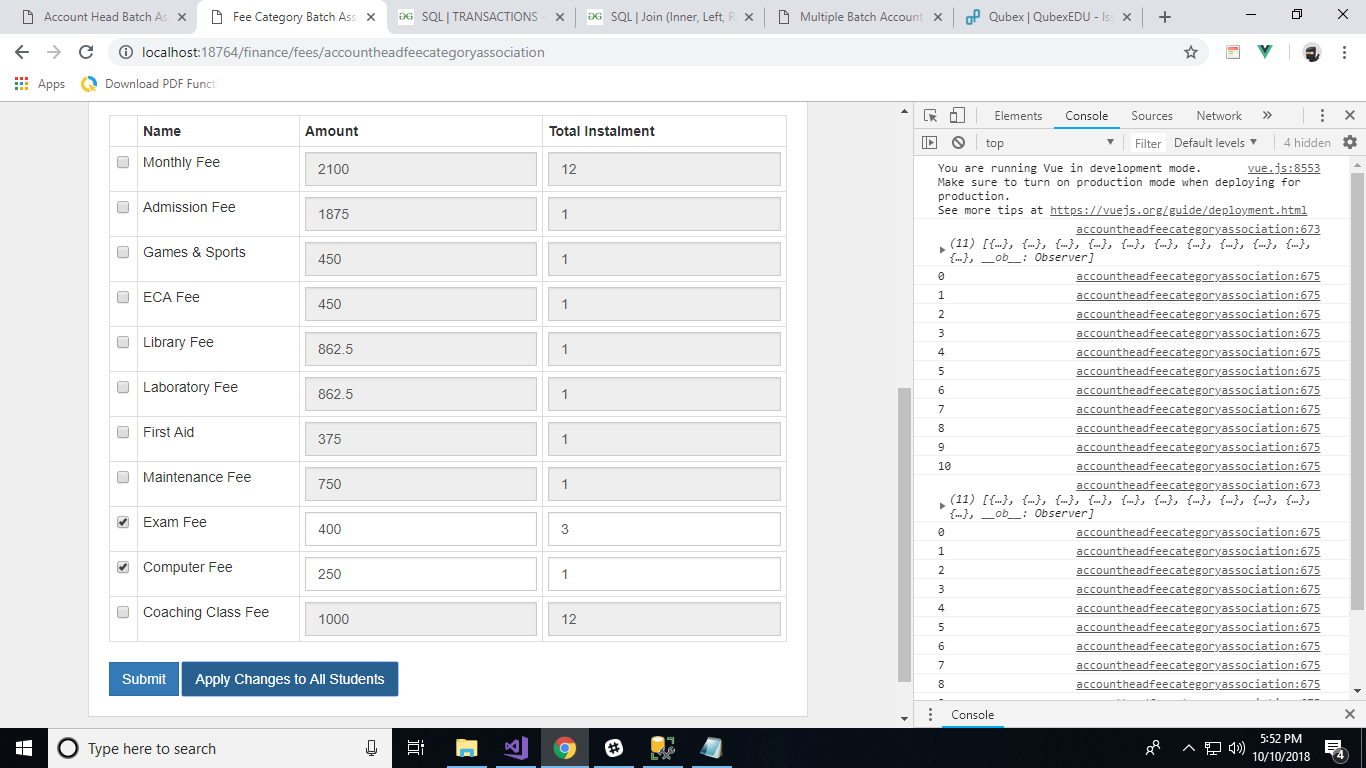 Account Head Batch As
Fee Category Batch Ass
SQL | TRANSACTIONS -
SQL | Join (Inner, Left, R
Multiple Batch Account
Qubex | QubexEDU - Iss
localhost:18764/finance/fees/accountheadfeecategoryassociation
Apps
Download PDF Funct
Name Amount Total Instalment
Monthly Fee 2100 12
Admission Fee 1875 1
Games & Sports 450 1
ECA Fee 450 1
Library Fee 862.5 1
Laboratory Fee 862.5 1
First Aid 375 1
Maintenance Fee 750 1
Exam Fee 400 3
Computer Fee 250 1
Coaching Class Fee 1000 12
Submit
Apply Changes to All Students
Elements Console Sources Network »
top Filter Default levels 4 hidden
You are running Vue in development mode. vue.js:8553
Make sure to turn on production mode when deploying for
production.
See more tips at https://vuejs.org/guide/deployment.html
accountheadfeecategoryassociation:673
(11) [{…}, {…}, {…}, {…}, {…}, {…}, {…}, {…}, {…}, {…},
{…}, __ob__: Observer]
0 accountheadfeecategoryassociation:675
1 accountheadfeecategoryassociation:675
2 accountheadfeecategoryassociation:675
3 accountheadfeecategoryassociation:675
4 accountheadfeecategoryassociation:675
5 accountheadfeecategoryassociation:675
6 accountheadfeecategoryassociation:675
7 accountheadfeecategoryassociation:675
8 accountheadfeecategoryassociation:675
9 accountheadfeecategoryassociation:675
10 accountheadfeecategoryassociation:675
accountheadfeecategoryassociation:673
(11) [{…}, {…}, {…}, {…}, {…}, {…}, {…}, {…}, {…}, {…},
{…}, __ob__: Observer]
0 accountheadfeecategoryassociation:675
1 accountheadfeecategoryassociation:675
2 accountheadfeecategoryassociation:675
3 accountheadfeecategoryassociation:675
4 accountheadfeecategoryassociation:675
5 accountheadfeecategoryassociation:675
6 accountheadfeecategoryassociation:675
7 accountheadfeecategoryassociation:675
8 accountheadfeecategoryassociation:675
Console
Type here to search
5:52 PM
10/10/2018
4